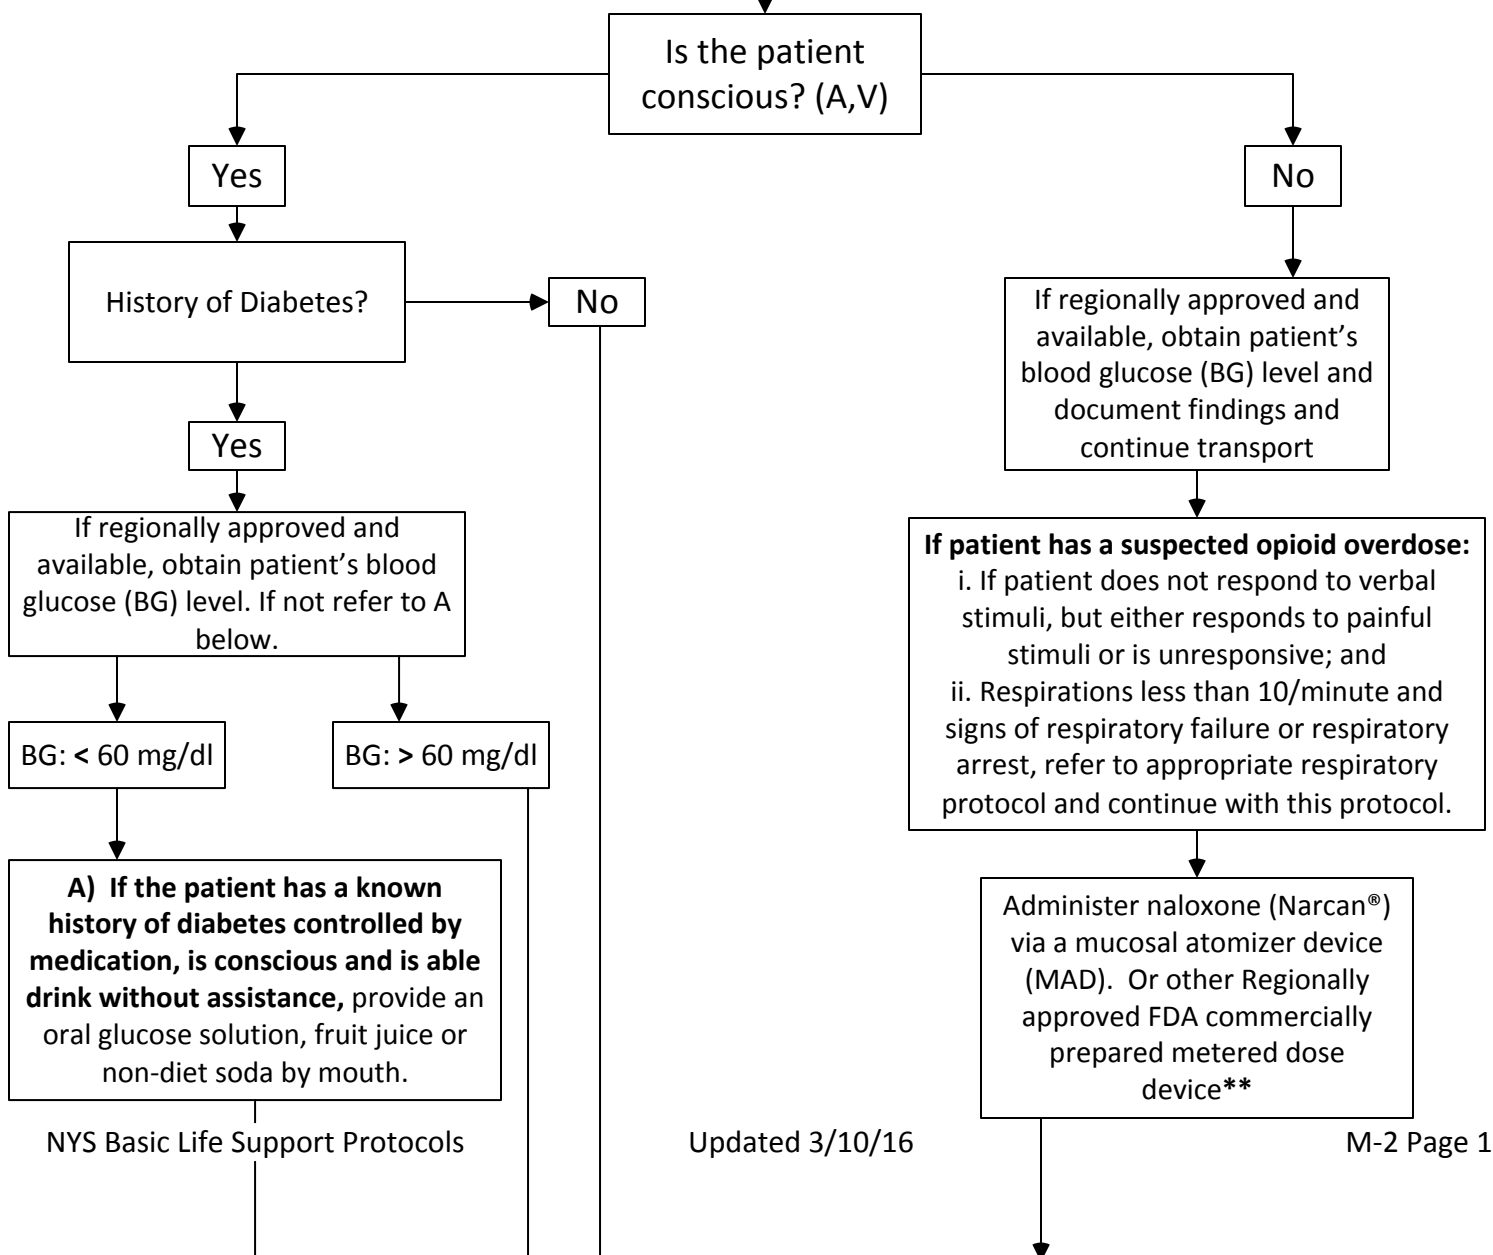 Is the patient
conscious? (A,V)
Yes
No
History of Diabetes?
No
If regionally approved and
available, obtain patient’s
blood glucose (BG) level and
document findings and
continue transport
Yes
If regionally approved and
available, obtain patient’s blood
glucose (BG) level. If not refer to A
below.
If patient has a suspected opioid overdose:
i. If patient does not respond to verbal
stimuli, but either responds to painful
stimuli or is unresponsive; and
ii. Respirations less than 10/minute and
signs of respiratory failure or respiratory
arrest, refer to appropriate respiratory
protocol and continue with this protocol.
BG: < 60 mg/dl
BG: > 60 mg/dl
A) If the patient has a known
history of diabetes controlled by
medication, is conscious and is able
drink without assistance, provide an
oral glucose solution, fruit juice or
non-diet soda by mouth.
Administer naloxone (Narcan®)
via a mucosal atomizer device
(MAD). Or other Regionally
approved FDA commercially
prepared metered dose
device**
NYS Basic Life Support Protocols
Updated 3/10/16
M-2 Page 1